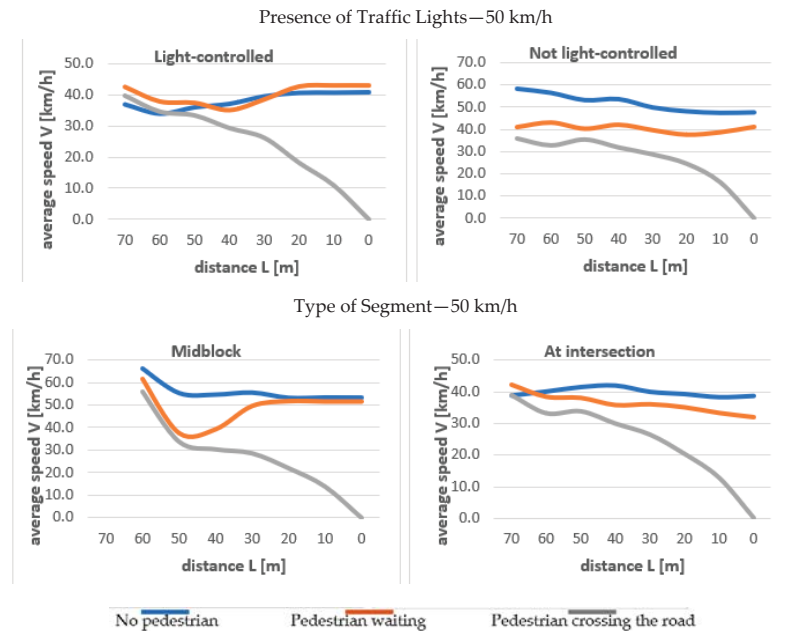 Presence of Traffic Lights—50 km/h
Light-controlled
average speed V [km/h]
50.0
40.0
30.0
20.0
10.0
0.0
70 60 50 40 30 20 10 0
distance L [m]
Not light-controlled
average speed V [km/h]
70.0
60.0
50.0
40.0
30.0
20.0
10.0
0.0
70 60 50 40 30 20 10 0
distance L [m]
Type of Segment—50 km/h
Midblock
average speed V [km/h]
70.0
60.0
50.0
40.0
30.0
20.0
10.0
0.0
70 60 50 40 30 20 10 0
distance L [m]
At intersection
average speed V [km/h]
50.0
40.0
30.0
20.0
10.0
0.0
70 60 50 40 30 20 10 0
distance L [m]
No pedestrian Pedestrian waiting Pedestrian crossing the road